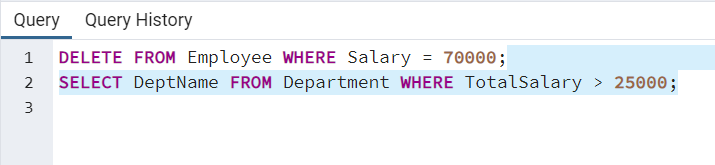 Query Query History
1 DELETE FROM Employee WHERE Salary = 70000;
2 SELECT DeptName FROM Department WHERE TotalSalary > 25000;
3